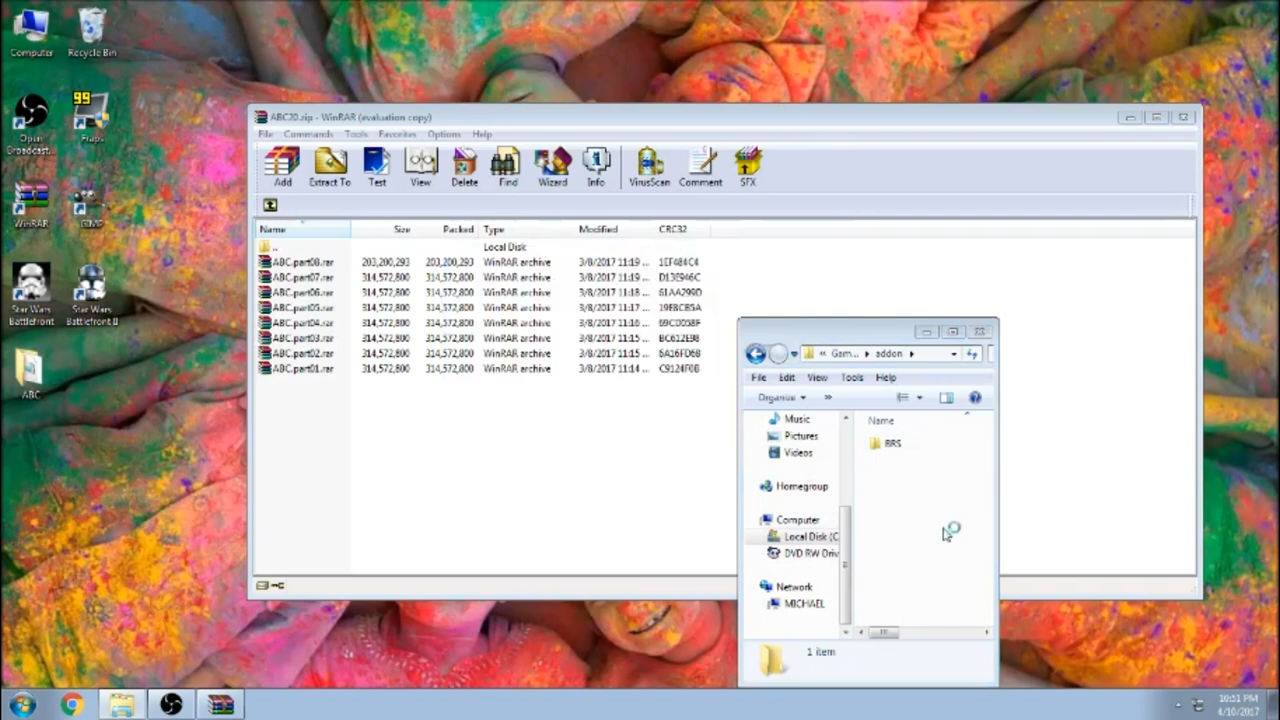 Computer
Recycle Bin
Open
Broadcast...
99
Fraps
WinRAR
GIMP
Star Wars
Battlefront
Star Wars
Battlefront II
ABC
ABC20.zip - WinRAR (evaluation copy)
File Commands Tools Favorites Options Help
Add Extract To Test View Delete Find Wizard Info VirusScan Comment SFX
Name Size Packed Type Modified CRC32
.. Local Disk
ABC.part08.rar 203,200,293 203,200,293 WinRAR archive 3/8/2017 11:19 ... 1EF484C4
ABC.part07.rar 314,572,800 314,572,800 WinRAR archive 3/8/2017 11:19 ... D13E946C
ABC.part06.rar 314,572,800 314,572,800 WinRAR archive 3/8/2017 11:18 ... 61AA299D
ABC.part05.rar 314,572,800 314,572,800 WinRAR archive 3/8/2017 11:17 ... 19E8CB5A
ABC.part04.rar 314,572,800 314,572,800 WinRAR archive 3/8/2017 11:16 ... 69CD058F
ABC.part03.rar 314,572,800 314,572,800 WinRAR archive 3/8/2017 11:15 ... BC612E98
ABC.part02.rar 314,572,800 314,572,800 WinRAR archive 3/8/2017 11:15 ... 6A16FD68
ABC.part01.rar 314,572,800 314,572,800 WinRAR archive 3/8/2017 11:14 ... C9124F0B
« Gam... ▸ addon ▸
File Edit View Tools Help
Organize »
Music
Pictures
Videos
Homegroup
Computer
Local Disk (C
DVD RW Driv
Network
MICHAEL
Name
BRS
1 item
10:51 PM
4/10/2017